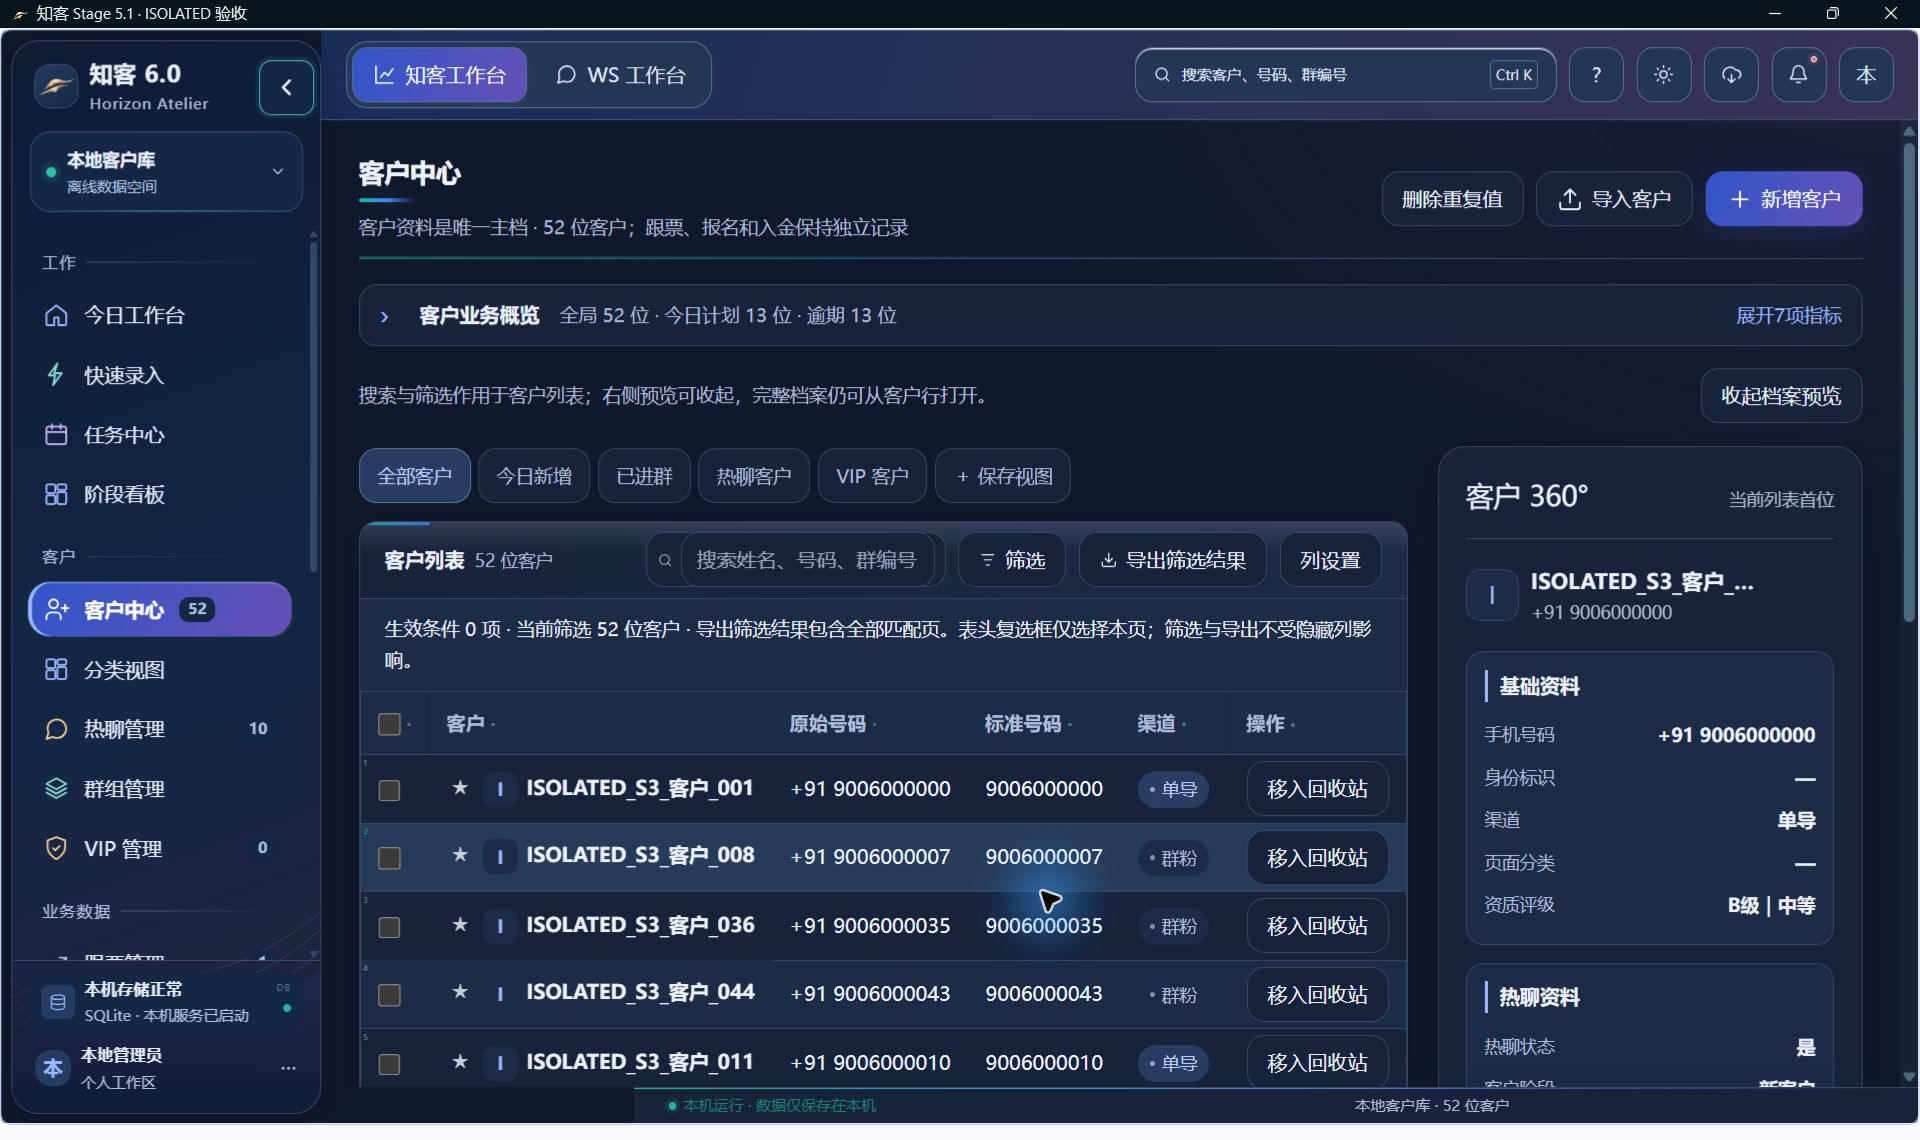 知客 Stage 5.1 · ISOLATED 验收
知客 6.0
Horizon Atelier
本地客户库
离线数据空间
工作
今日工作台
快速录入
任务中心
阶段看板
客户
客户中心 52
分类视图
热聊管理 10
群组管理
VIP 管理 0
业务数据
本机存储正常 DB
SQLite · 本机服务已启动
本 本地管理员
个人工作区
知客工作台 WS 工作台
搜索客户、号码、群编号 Ctrl K ? 本
客户中心
客户资料是唯一主档 · 52 位客户；跟票、报名和入金保持独立记录
删除重复值 导入客户 + 新增客户
客户业务概览 全局 52 位 · 今日计划 13 位 · 逾期 13 位 展开7项指标
搜索与筛选作用于客户列表；右侧预览可收起，完整档案仍可从客户行打开。
收起档案预览
全部客户 今日新增 已进群 热聊客户 VIP 客户 + 保存视图
客户列表 52 位客户 搜索姓名、号码、群编号 筛选 导出筛选结果 列设置
生效条件 0 项 · 当前筛选 52 位客户 · 导出筛选结果包含全部匹配页。表头复选框仅选择本页；筛选与导出不受隐藏列影
响。
客户 · 原始号码 · 标准号码 · 渠道 · 操作 ·
1 ★ I ISOLATED_S3_客户_001 +91 9006000000 9006000000 • 单导 移入回收站
2 ★ I ISOLATED_S3_客户_008 +91 9006000007 9006000007 • 群粉 移入回收站
3 ★ I ISOLATED_S3_客户_036 +91 9006000035 9006000035 • 群粉 移入回收站
4 ★ I ISOLATED_S3_客户_044 +91 9006000043 9006000043 • 群粉 移入回收站
5 ★ I ISOLATED_S3_客户_011 +91 9006000010 9006000010 • 单导 移入回收站
客户 360° 当前列表首位
I ISOLATED_S3_客户_...
+91 9006000000
基础资料
手机号码 +91 9006000000
身份标识 —
渠道 单导
页面分类 —
资质评级 B级 | 中等
热聊资料
热聊状态 是
客户阶段 新客户
本机运行 · 数据仅保存在本机
本地客户库 · 52 位客户